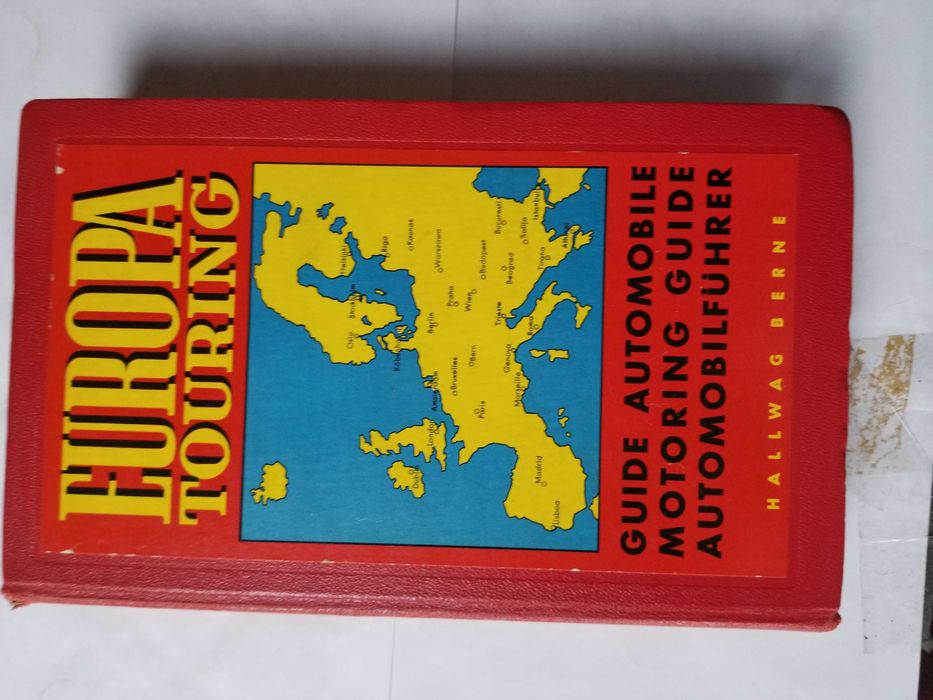 EUROPA
TOURING
Helsinki
Oslo
Stockholm
Riga
Kaunas
København
Dublin
London
Amsterdam
Berlin
Warszawa
Bruxelles
Praha
Paris
Wien
Bern
Budapest
Bucuresti
Genova
Trieste
Beograd
Marseille
Sofija
Istanbul
Roma
Tirana
Madrid
Lisboa
GUIDE AUTOMOBILE
MOTORING GUIDE
AUTOMOBILFÜHRER
HALLWAG BERNE